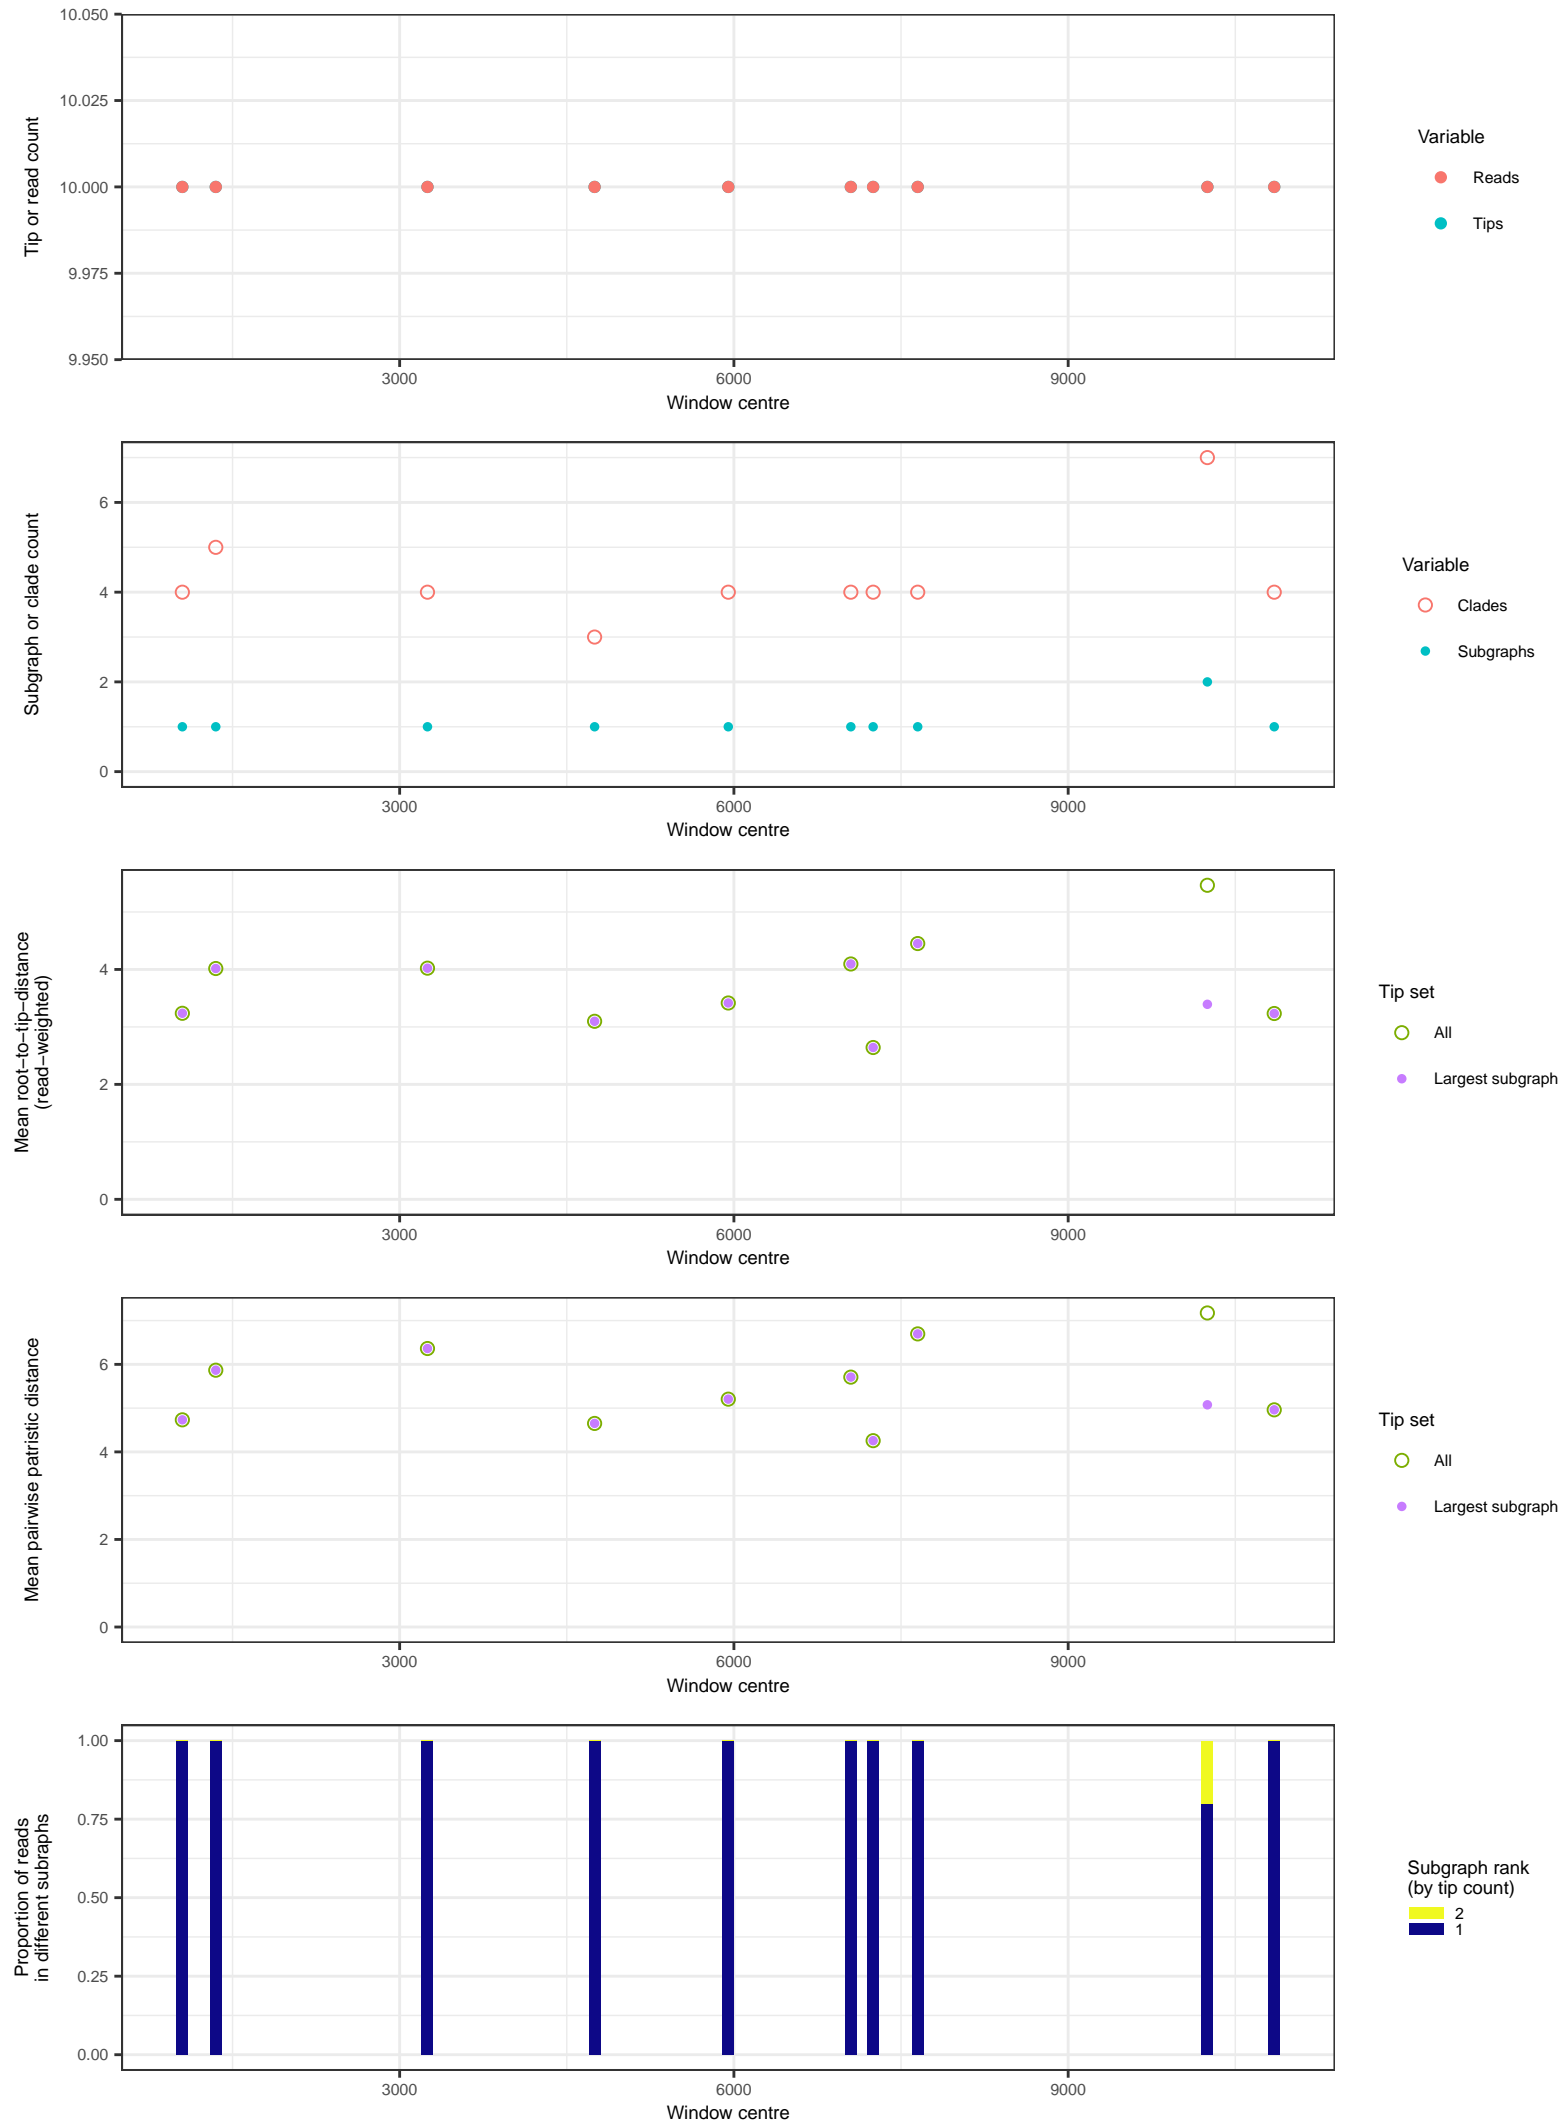 10.050
10.025
10.000
9.975
9.950
Tip or read count
3000
6000
9000
Window centre
Variable
Reads
Tips
6
4
2
0
Subgraph or clade count
3000
6000
9000
Window centre
Variable
Clades
Subgraphs
4
2
0
Mean root−to−tip−distance
(read−weighted)
3000
6000
9000
Window centre
Tip set
All
Largest subgraph
6
4
2
0
Mean pairwise patristic distance
3000
6000
9000
Window centre
Tip set
All
Largest subgraph
1.00
0.75
0.50
0.25
0.00
Proportion of reads
in different subraphs
3000
6000
9000
Window centre
Subgraph rank
(by tip count)
2
1